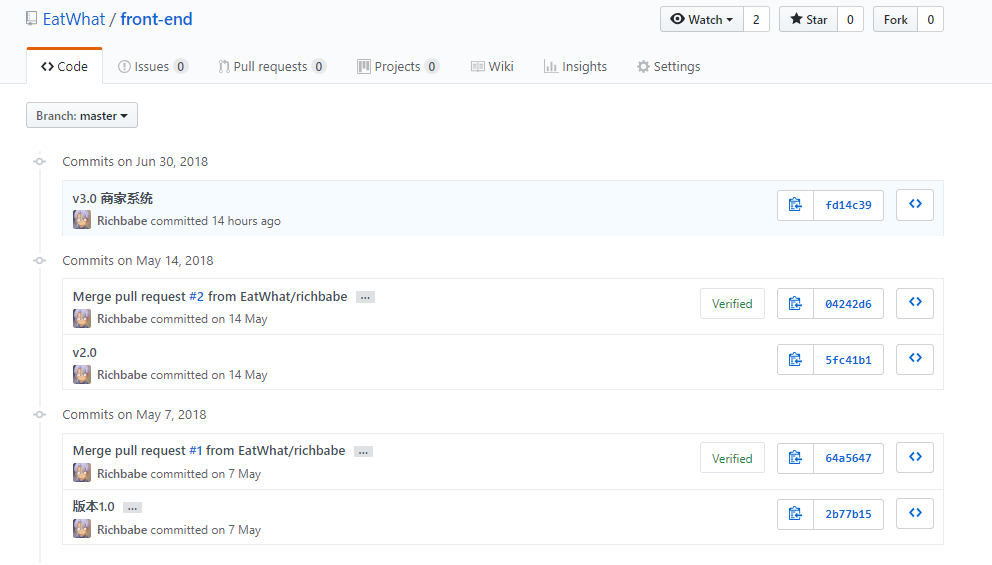 EatWhat / front-end Watch 2 Star 0 Fork 0
Code Issues 0 Pull requests 0 Projects 0 Wiki Insights Settings
Branch: master
Commits on Jun 30, 2018
v3.0 商家系统
Richbabe committed 14 hours ago fd14c39
Commits on May 14, 2018
Merge pull request #2 from EatWhat/richbabe ...
Richbabe committed on 14 May Verified 04242d6
v2.0
Richbabe committed on 14 May 5fc41b1
Commits on May 7, 2018
Merge pull request #1 from EatWhat/richbabe ...
Richbabe committed on 7 May Verified 64a5647
版本1.0 ...
Richbabe committed on 7 May 2b77b15